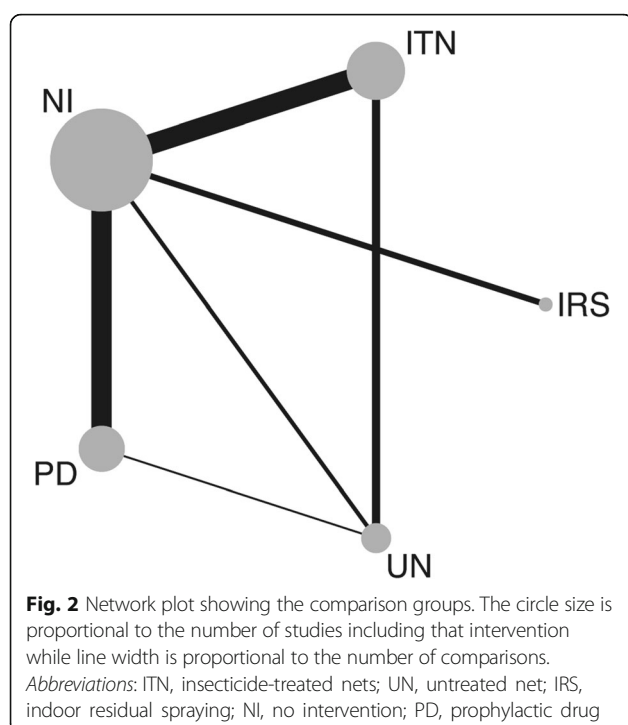 ITN
NI
IRS
PD
UN
Fig. 2 Network plot showing the comparison groups. The circle size is
proportional to the number of studies including that intervention
while line width is proportional to the number of comparisons.
Abbreviations: ITN, insecticide-treated nets; UN, untreated net; IRS,
indoor residual spraying; NI, no intervention; PD, prophylactic drug